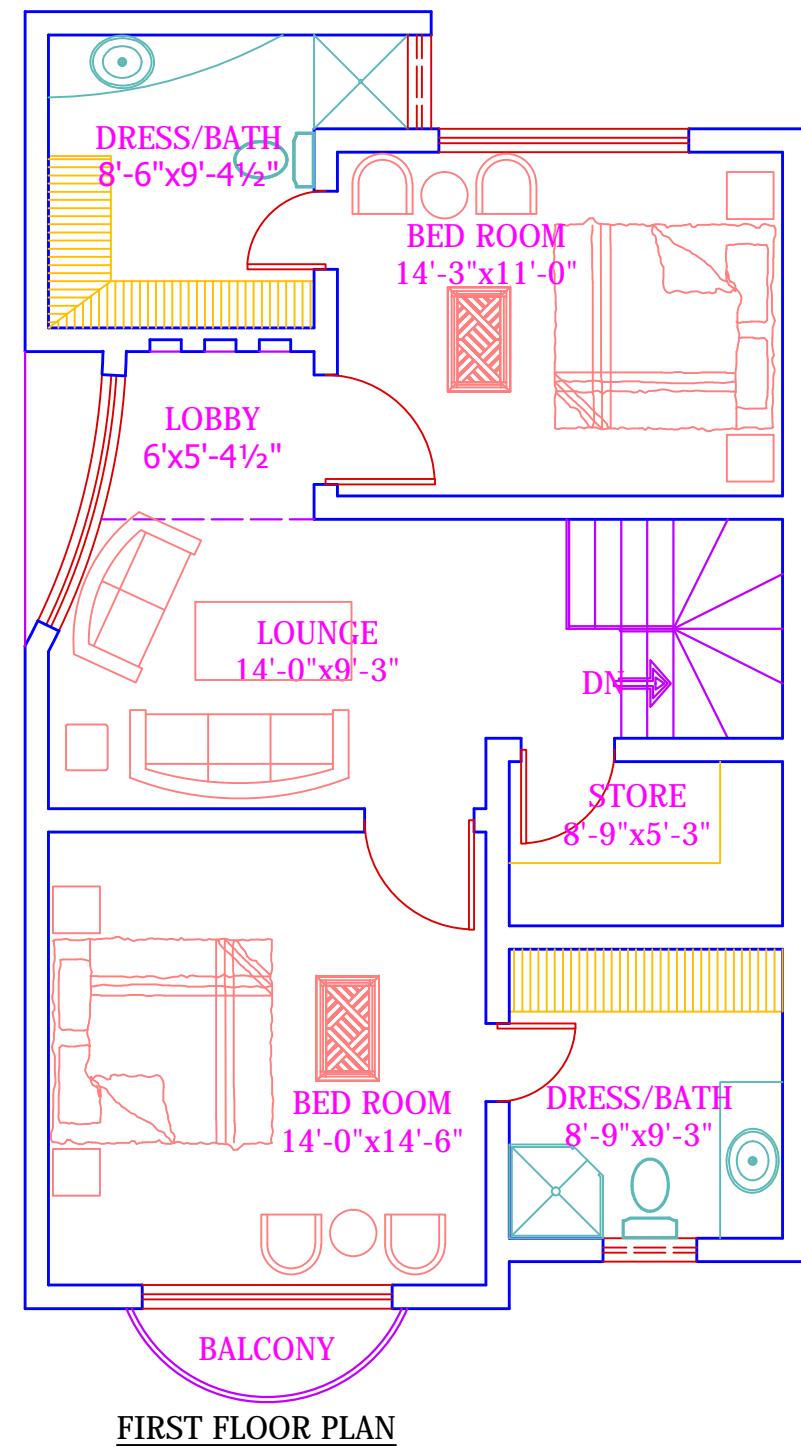 DRESS/BATH
8'-6"x9'-4½"
BED ROOM
14'-3"x11'-0"
LOBBY
6'x5'-4½"
LOUNGE
14'-0"x9'-3"
DN
STORE
8'-9"x5'-3"
BED ROOM
14'-0"x14'-6"
DRESS/BATH
8'-9"x9'-3"
BALCONY
FIRST FLOOR PLAN